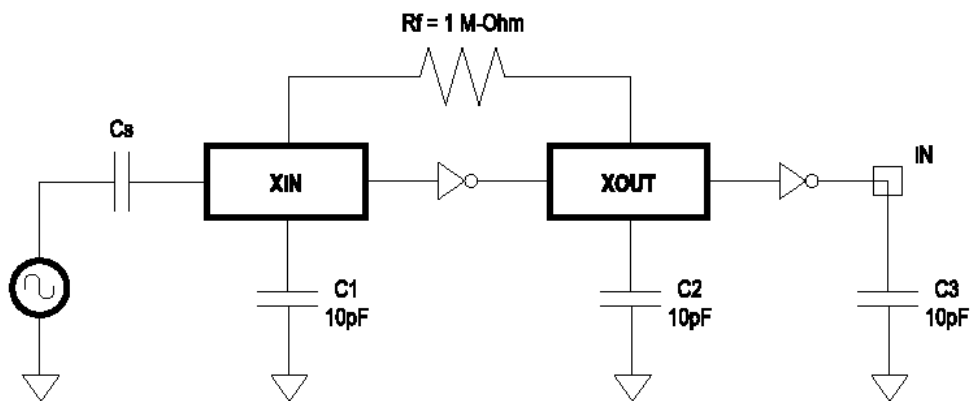 Rf = 1 M-Ohm
Cs
XIN
XOUT
IN
C1
10pF
C2
10pF
C3
10pF